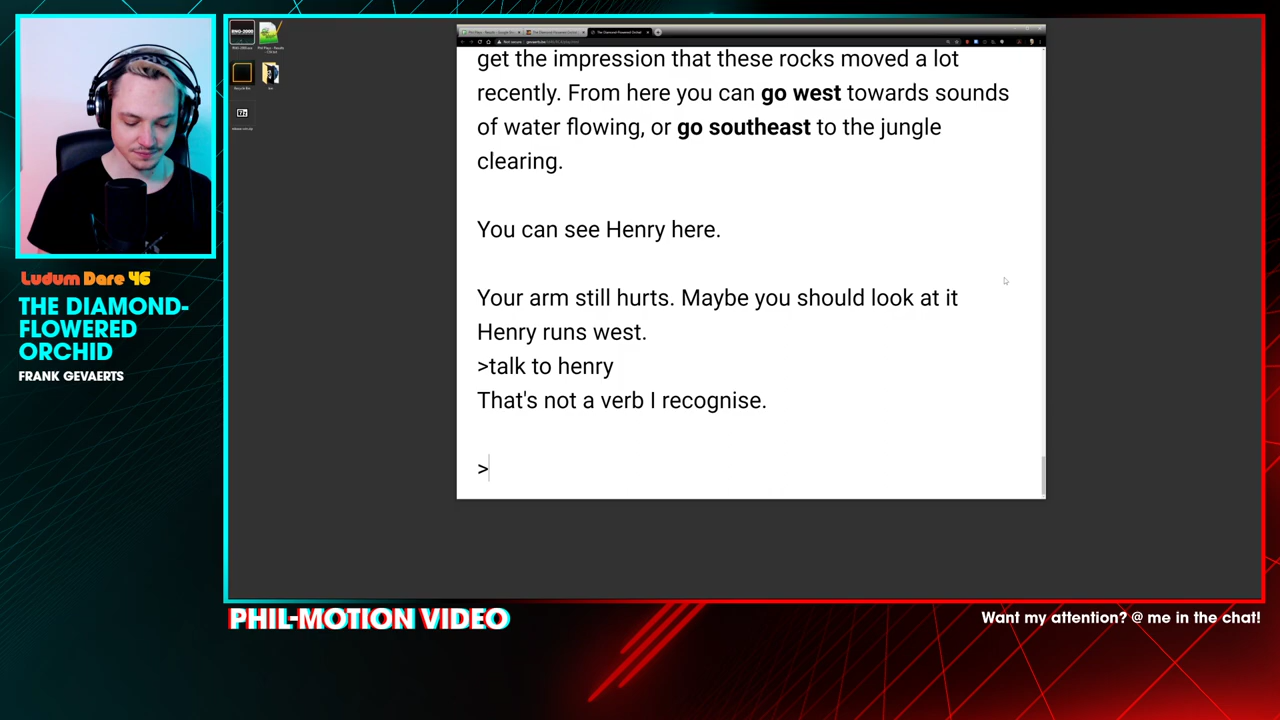 get the impression that these rocks moved a lot
recently. From here you can go west towards sounds
of water flowing, or go southeast to the jungle
clearing.
You can see Henry here.
Your arm still hurts. Maybe you should look at it
Henry runs west.
>talk to henry
That's not a verb I recognise.
>
Ludum Dare 46
THE DIAMOND-
FLOWERED
ORCHID
FRANK GEVAERTS
PHIL-MOTION VIDEO
Want my attention? @ me in the chat!